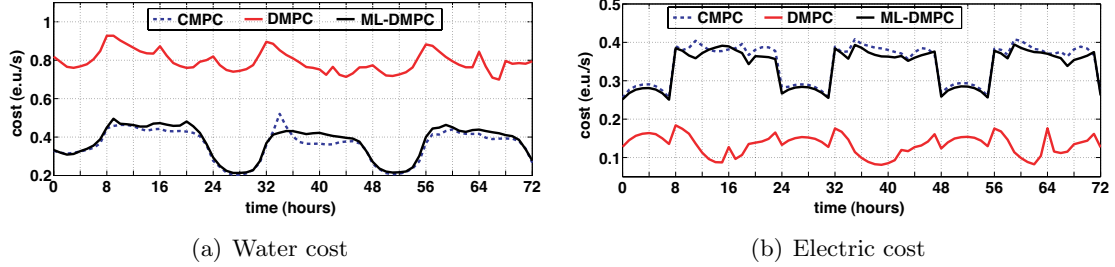 CMPC DMPC ML-DMPC
1
0.8
0.6
0.4
0.2
cost (e.u./s)
0 8 16 24 32 40 48 56 64 72
time (hours)
(a) Water cost
CMPC DMPC ML-DMPC
0.4
0.3
0.2
0.1
cost (e.u./s)
0 8 16 24 32 40 48 56 64 72
time (hours)
(b) Electric cost